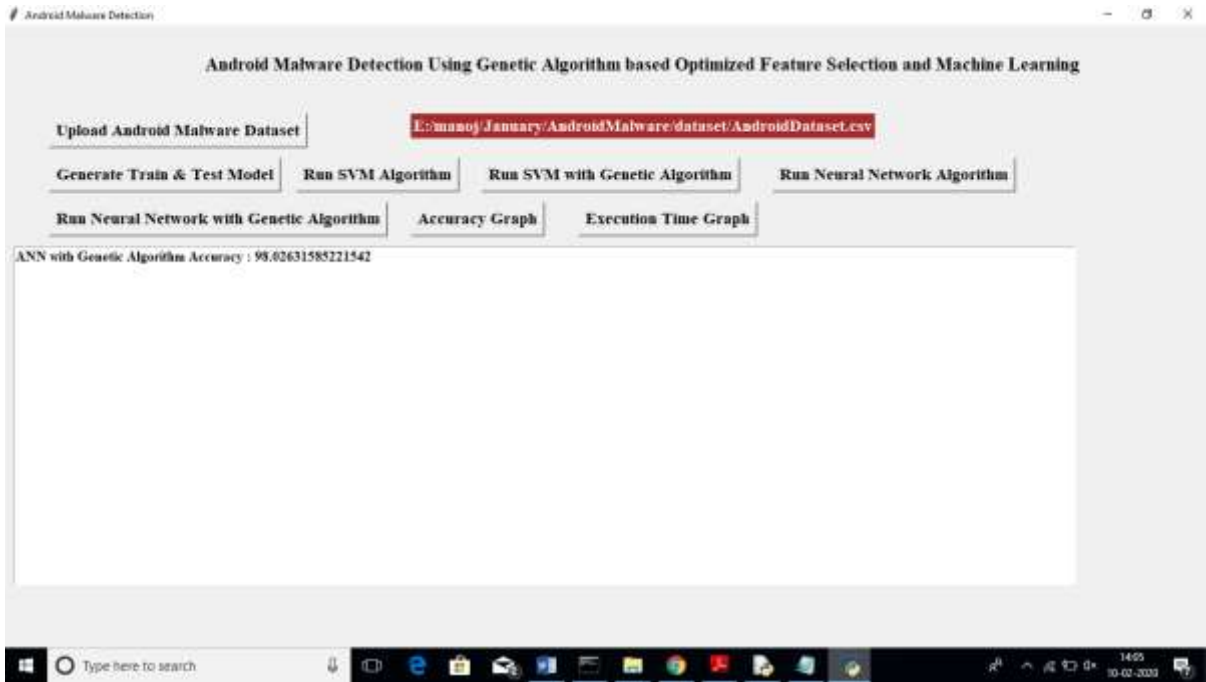 Android Malware Detection
Android Malware Detection Using Genetic Algorithm based Optimized Feature Selection and Machine Learning
Upload Android Malware Dataset
E:/manoj/January/AndroidMalware/dataset/AndroidDataset.csv
Generate Train & Test Model
Run SVM Algorithm
Run SVM with Genetic Algorithm
Run Neural Network Algorithm
Run Neural Network with Genetic Algorithm
Accuracy Graph
Execution Time Graph
ANN with Genetic Algorithm Accuracy : 98.02631585221542
Type here to search
14:05
10-02-2020